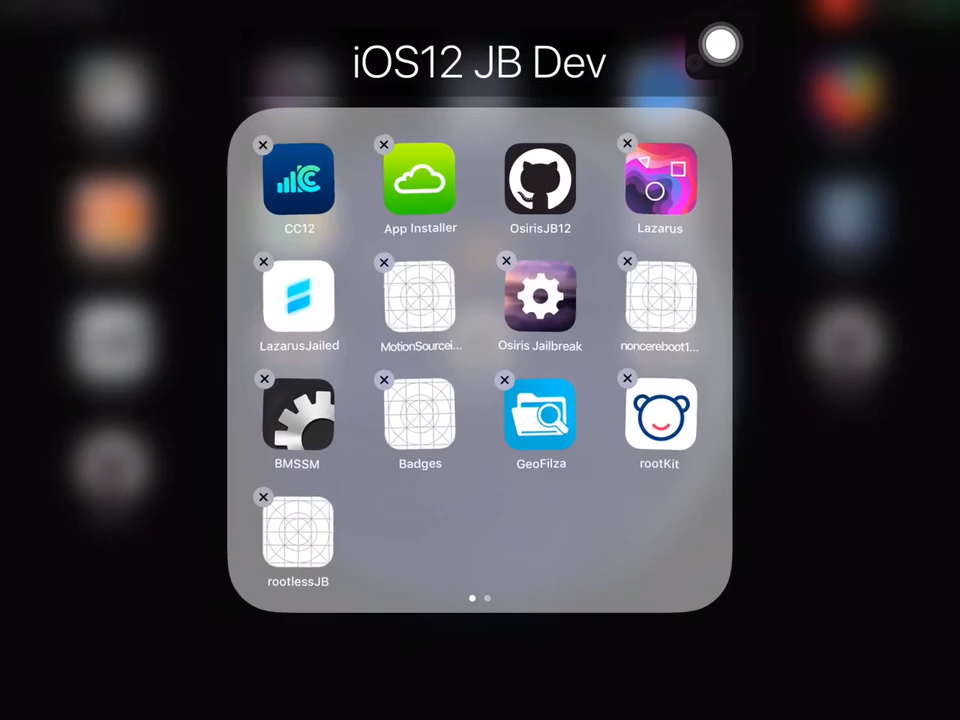 iOS12 JB Dev
CC12
App Installer
OsirisJB12
Lazarus
LazarusJailed
MotionSourcei...
Osiris Jailbreak
noncereboot1...
BMSSM
Badges
GeoFilza
rootKit
rootlessJB